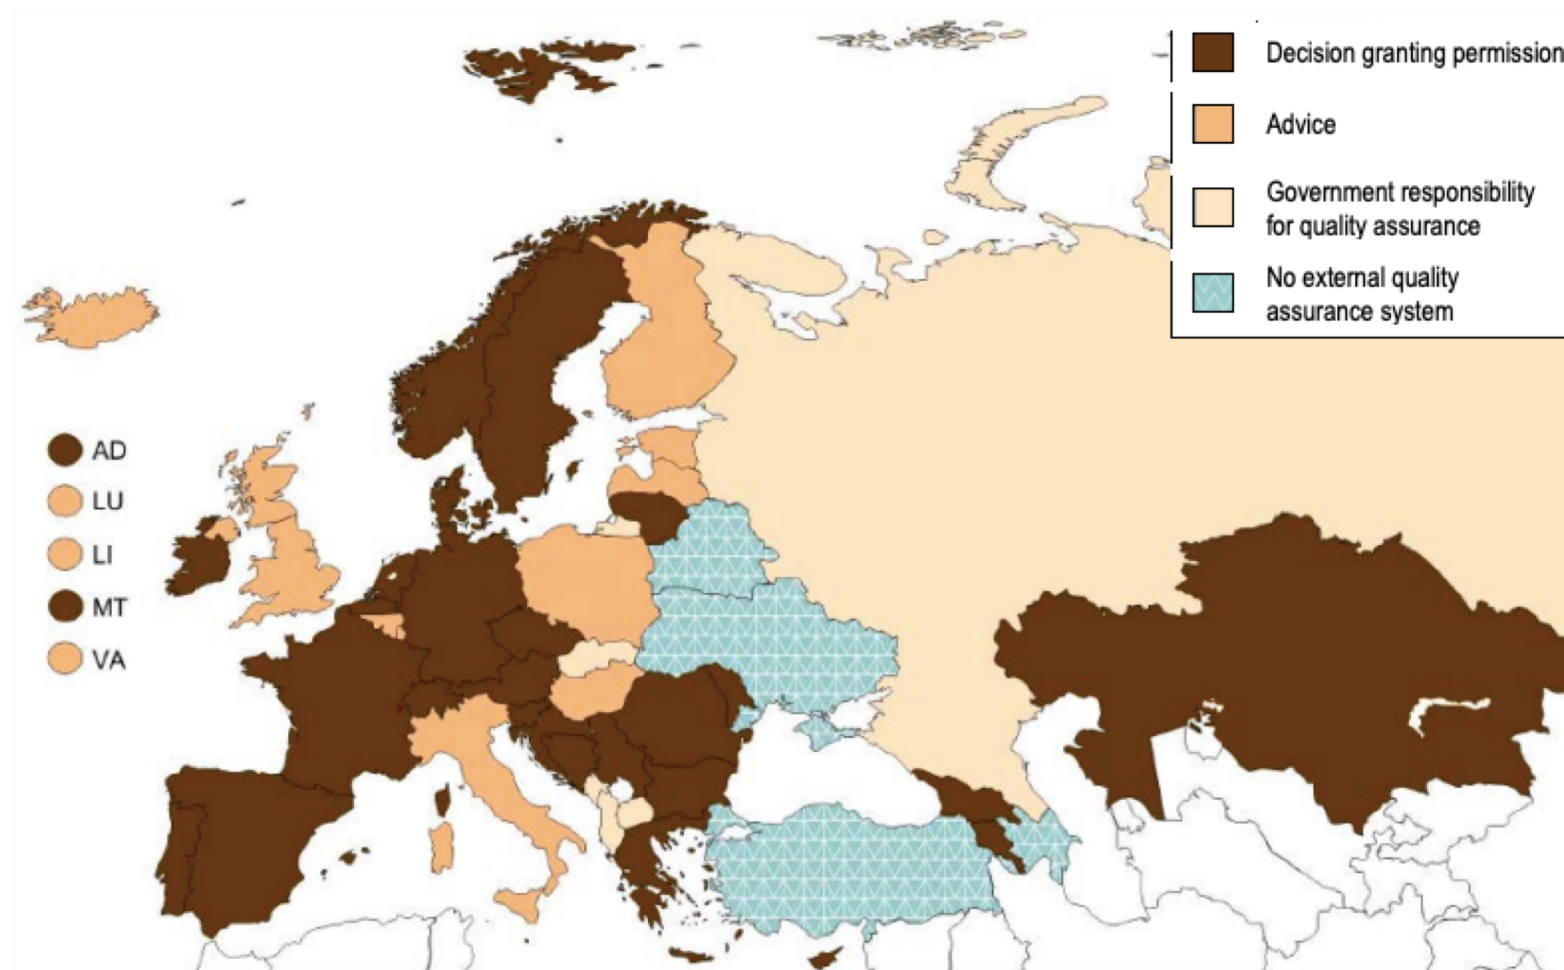 Decision granting permission
Advice
Government responsibility
for quality assurance
No external quality
assurance system
AD
LU
LI
MT
VA